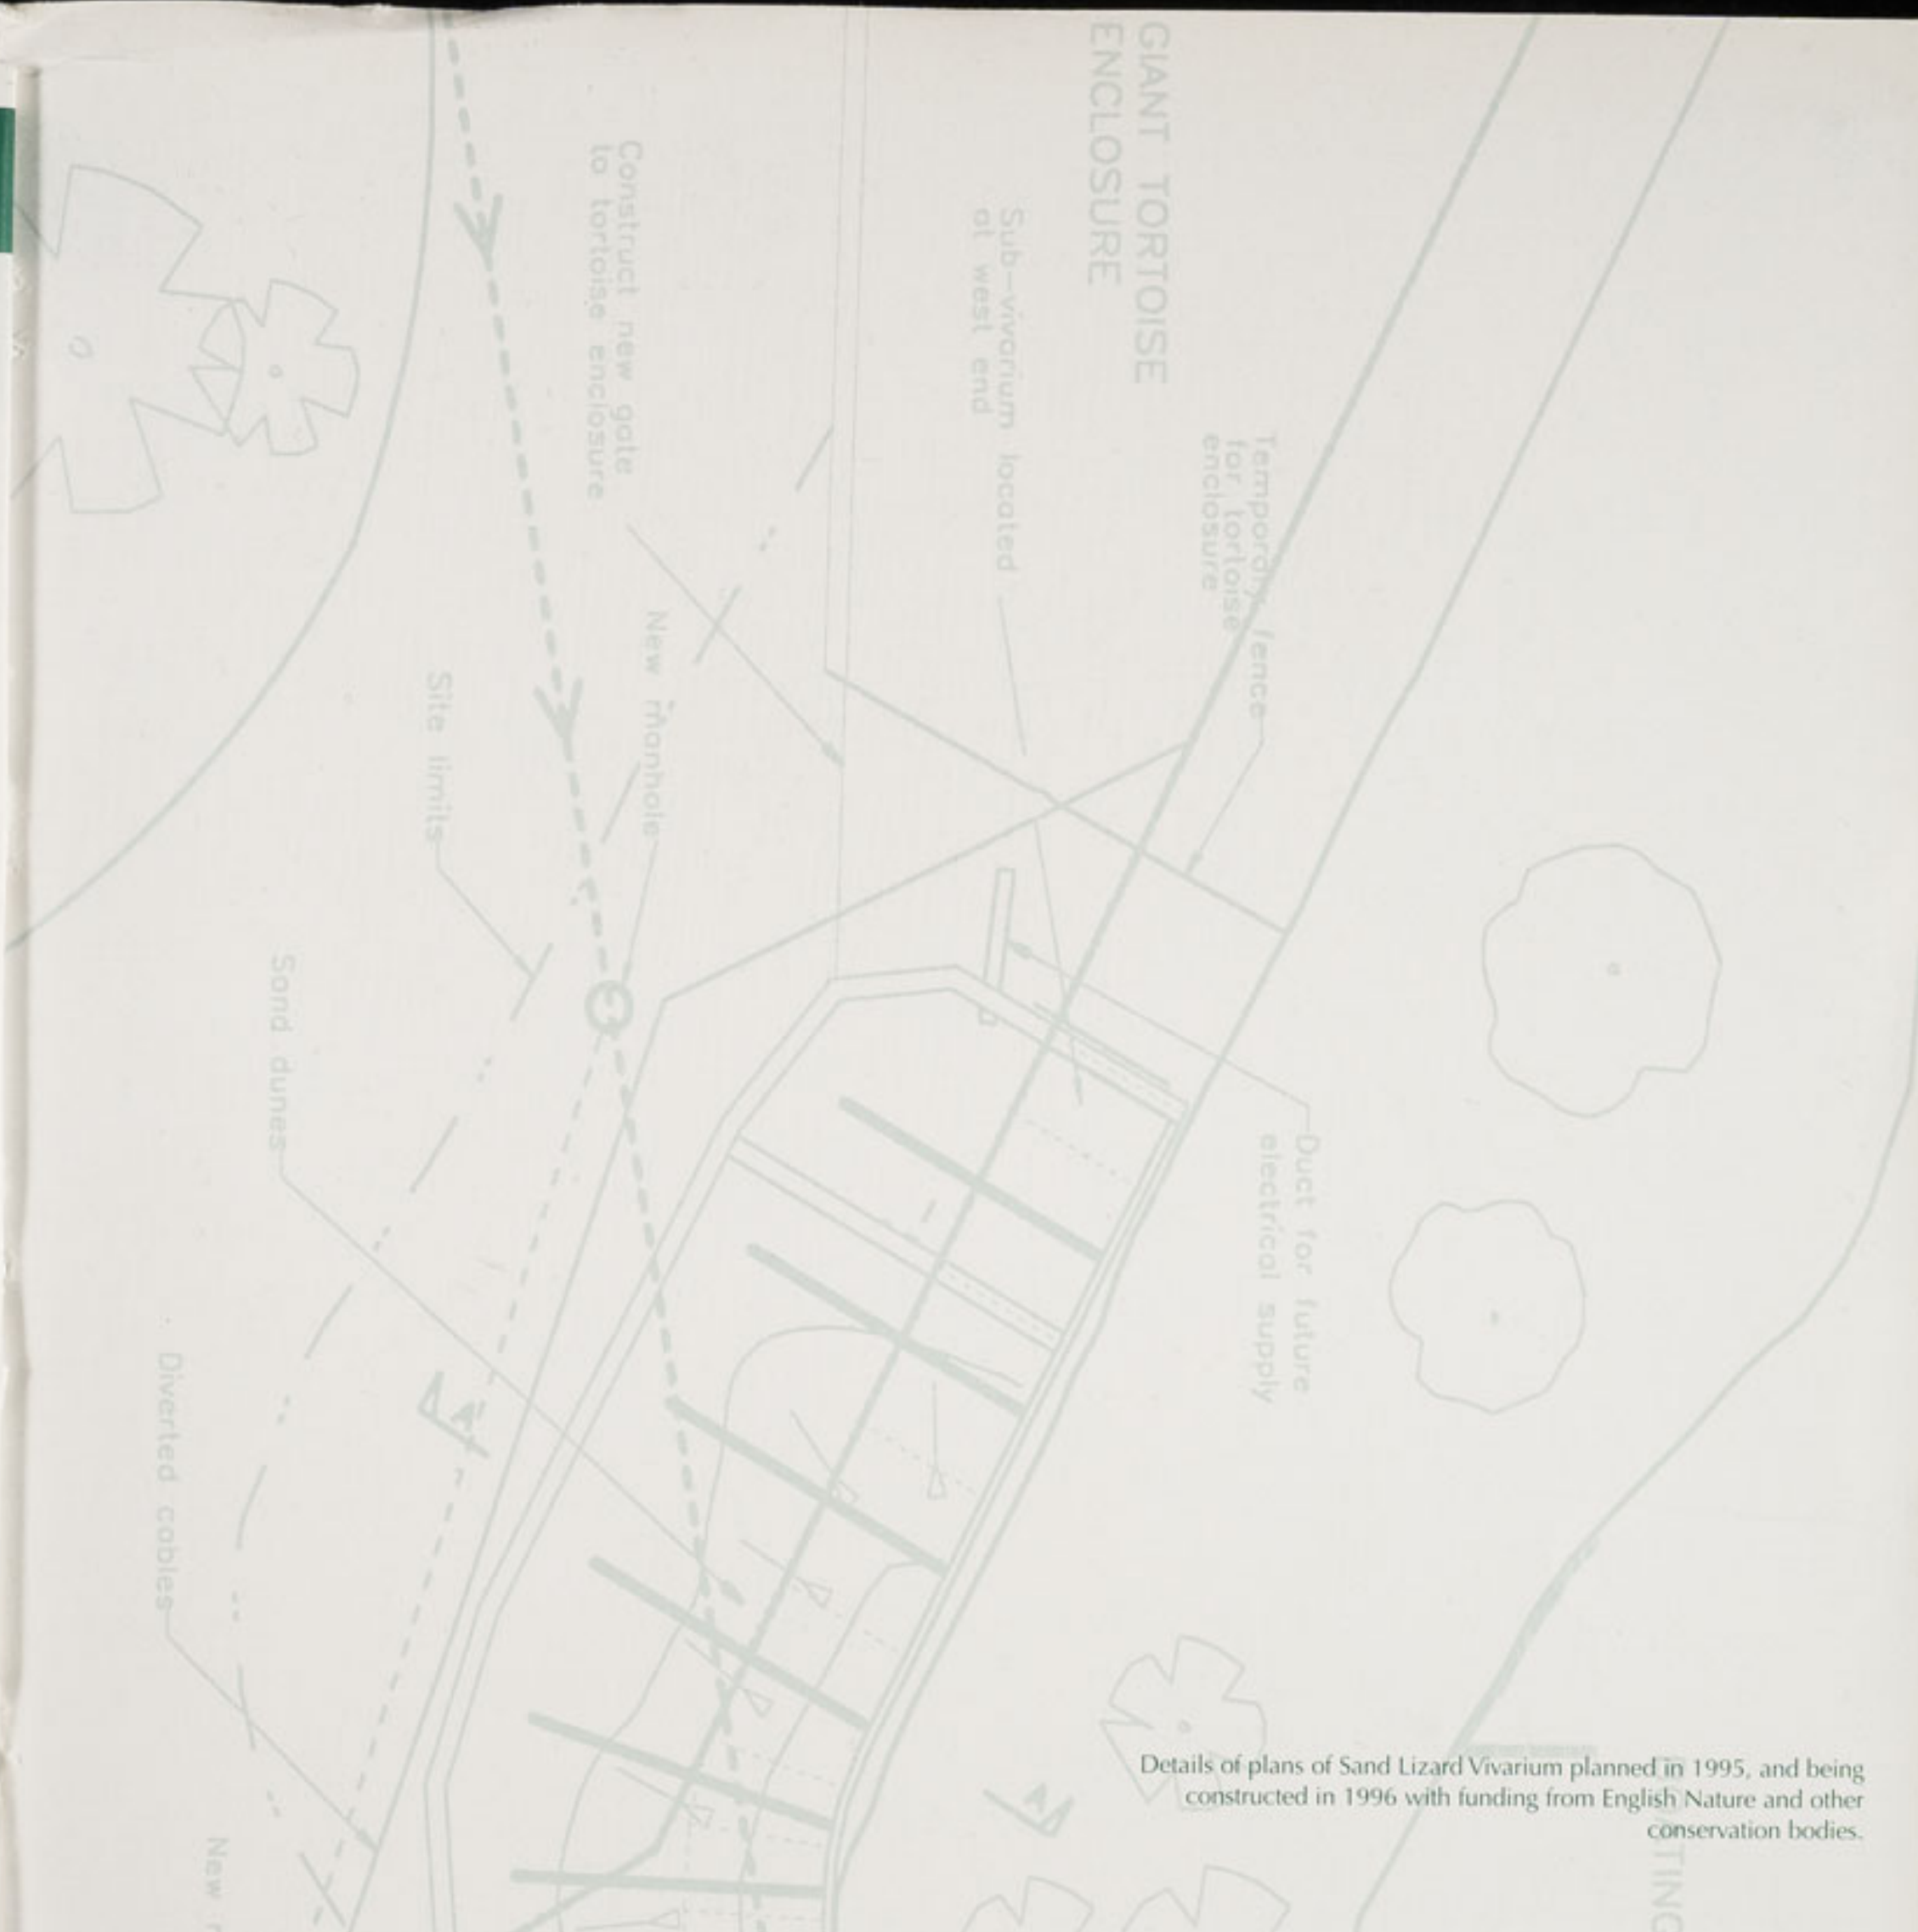 GIANT TORTOISE
ENCLOSURE
Construct new gate
to tortoise enclosure
Sub-vivarium located
at west end
Temporary fence
for tortoise
enclosure
New manhole
Site limits
Sand dunes
Duct for future
electrical supply
Diverted cables
A
A
New
Details of plans of Sand Lizard Vivarium planned in 1995, and being
constructed in 1996 with funding from English Nature and other
conservation bodies.